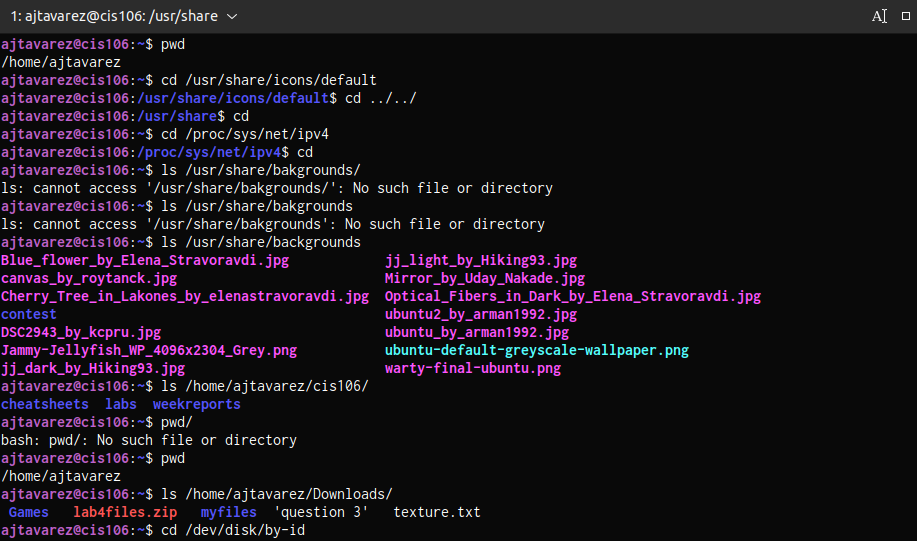 1: ajtavarez@cis106: /usr/share
ajtavarez@cis106:~$ pwd
/home/ajtavarez
ajtavarez@cis106:~$ cd /usr/share/icons/default
ajtavarez@cis106:/usr/share/icons/default$ cd ../../
ajtavarez@cis106:/usr/share$ cd
ajtavarez@cis106:~$ cd /proc/sys/net/ipv4
ajtavarez@cis106:/proc/sys/net/ipv4$ cd
ajtavarez@cis106:~$ ls /usr/share/bakgrounds/
ls: cannot access '/usr/share/bakgrounds/': No such file or directory
ajtavarez@cis106:~$ ls /usr/share/bakgrounds
ls: cannot access '/usr/share/bakgrounds': No such file or directory
ajtavarez@cis106:~$ ls /usr/share/backgrounds
Blue_flower_by_Elena_Stravoravdi.jpg jj_light_by_Hiking93.jpg
canvas_by_roytanck.jpg Mirror_by_Uday_Nakade.jpg
Cherry_Tree_in_Lakones_by_elenastravoravdi.jpg Optical_Fibers_in_Dark_by_Elena_Stravoravdi.jpg
contest ubuntu2_by_arman1992.jpg
DSC2943_by_kcpru.jpg ubuntu_by_arman1992.jpg
Jammy-Jellyfish_WP_4096x2304_Grey.png ubuntu-default-greyscale-wallpaper.png
jj_dark_by_Hiking93.jpg warty-final-ubuntu.png
ajtavarez@cis106:~$ ls /home/ajtavarez/cis106/
cheatsheets labs weekreports
ajtavarez@cis106:~$ pwd/
bash: pwd/: No such file or directory
ajtavarez@cis106:~$ pwd
/home/ajtavarez
ajtavarez@cis106:~$ ls /home/ajtavarez/Downloads/
Games lab4files.zip myfiles 'question 3' texture.txt
ajtavarez@cis106:~$ cd /dev/disk/by-id